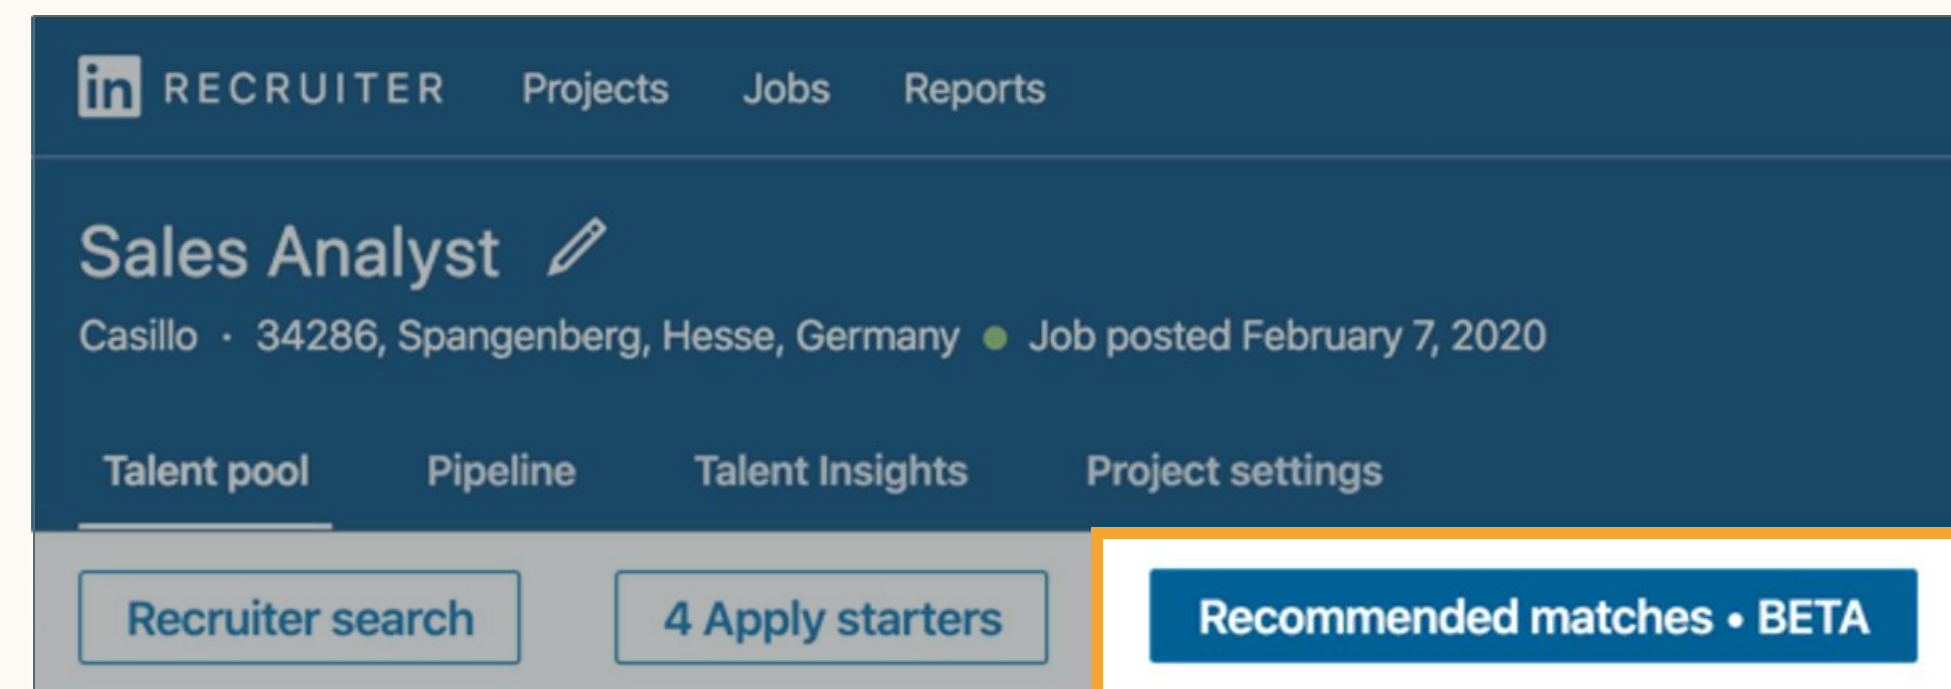 in RECRUITER Projects Jobs Reports
Sales Analyst
Casillo · 34286, Spangenberg, Hesse, Germany ● Job posted February 7, 2020
Talent pool Pipeline Talent Insights Project settings
Recruiter search 4 Apply starters Recommended matches • BETA